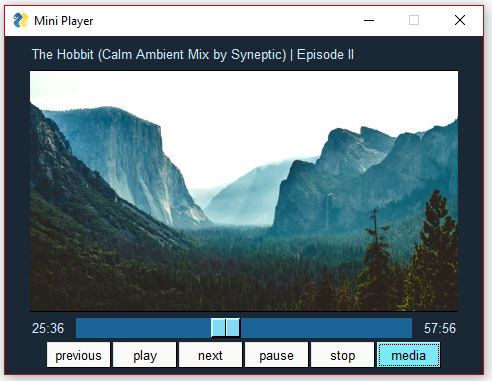 Mini Player
The Hobbit (Calm Ambient Mix by Syneptic) | Episode II
25:36 57:56
previous play next pause stop media